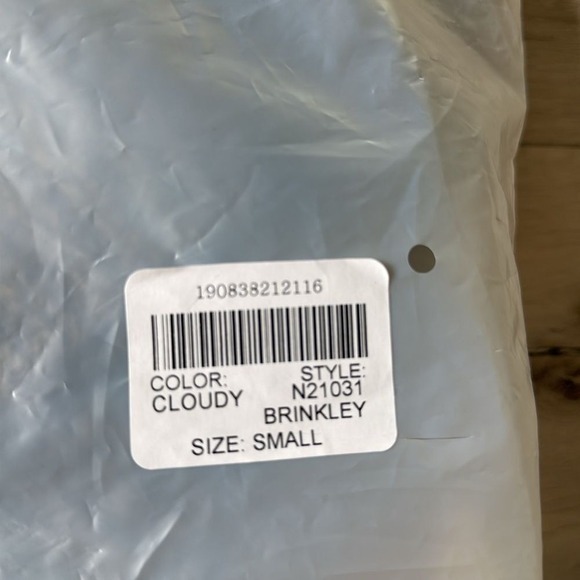 190838212116
COLOR: STYLE:
CLOUDY N21031
BRINKLEY
SIZE: SMALL